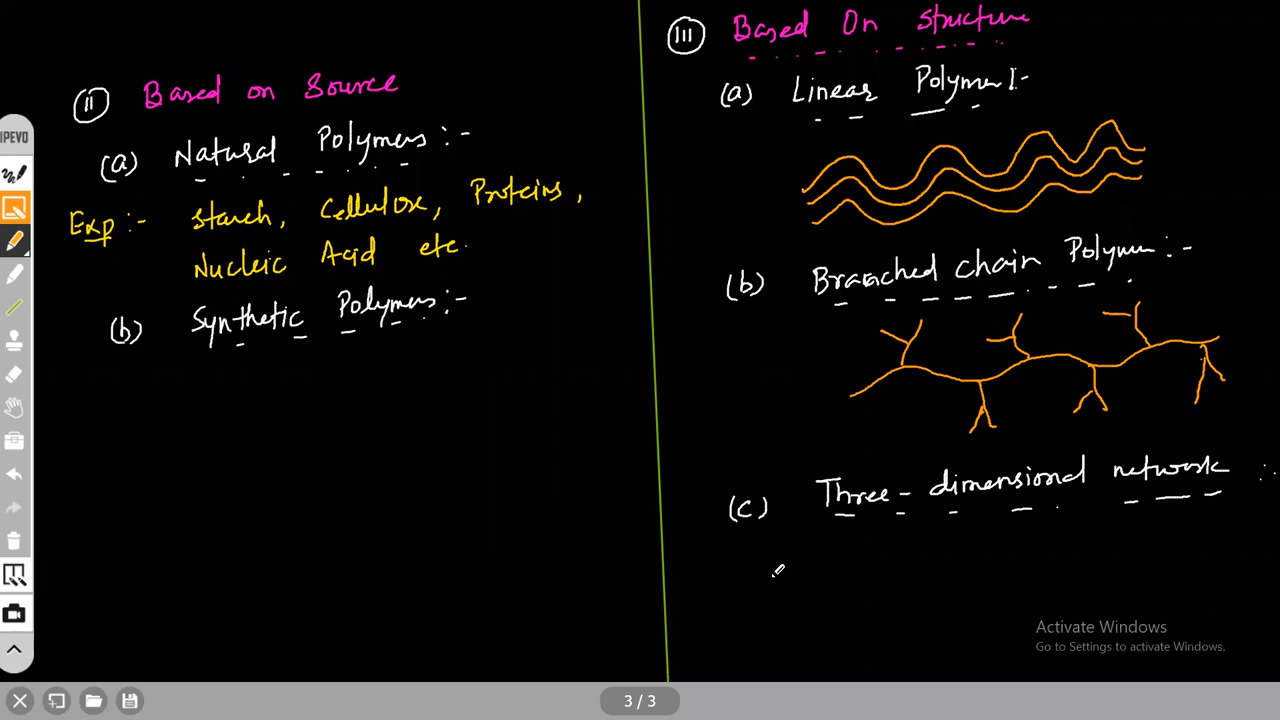 IPEVO
(II) Based on Source
(a) Natural Polymers :-
Exp :- Starch, Cellulose, Proteins,
Nucleic Acid etc.
(b) Synthetic Polymers :-
(III) Based On Structure
(a) Linear Polymer :-
(b) Branched chain Polymer :-
(c) Three-dimensional network :
Activate Windows
Go to Settings to activate Windows.
3 / 3